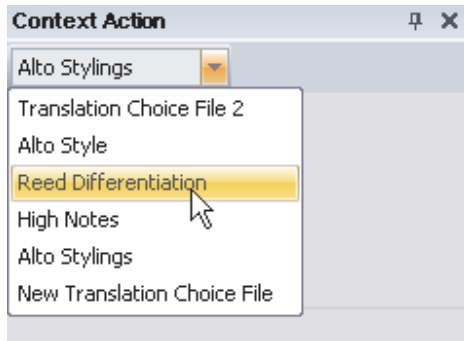 Context Action
Alto Stylings
Translation Choice File 2
Alto Style
Reed Differentiation
High Notes
Alto Stylings
New Translation Choice File